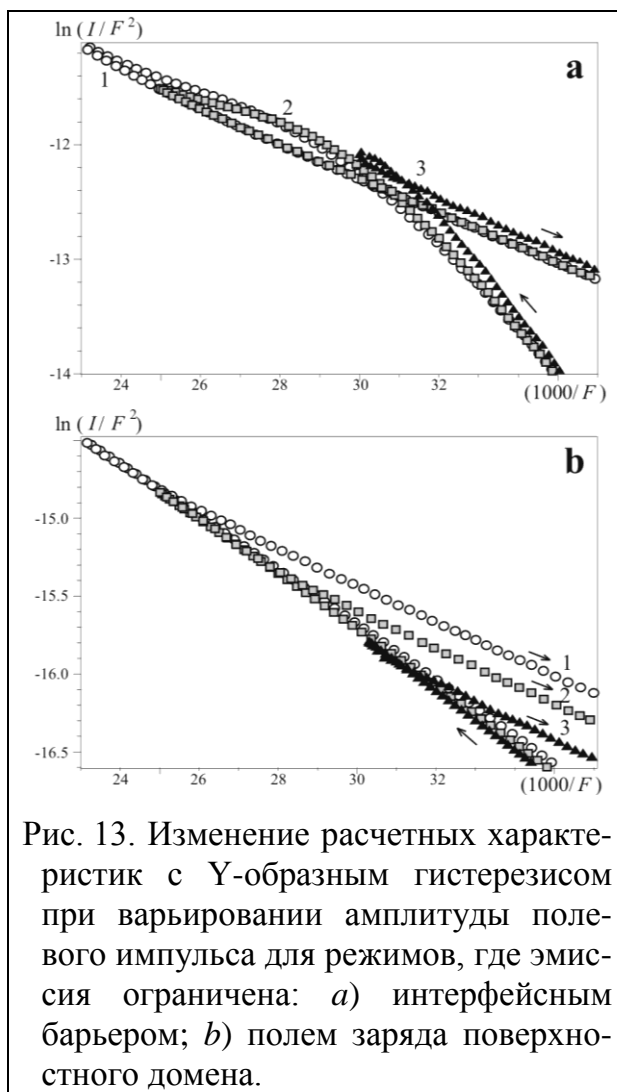 ln ( I / F ² )
a
1
2
3
-12
-13
-14
24
26
28
30
32
(1000/ F )
ln ( I / F ² )
b
-15.0
-15.5
-16.0
-16.5
1
2
3
24
26
28
30
32
(1000/ F )
Рис. 13. Изменение расчетных характе-
ристик с Y-образным гистерезисом
при варьировании амплитуды поле-
вого импульса для режимов, где эмис-
сия ограничена: a) интерфейсным
барьером; b) полем заряда поверхно-
стного домена.